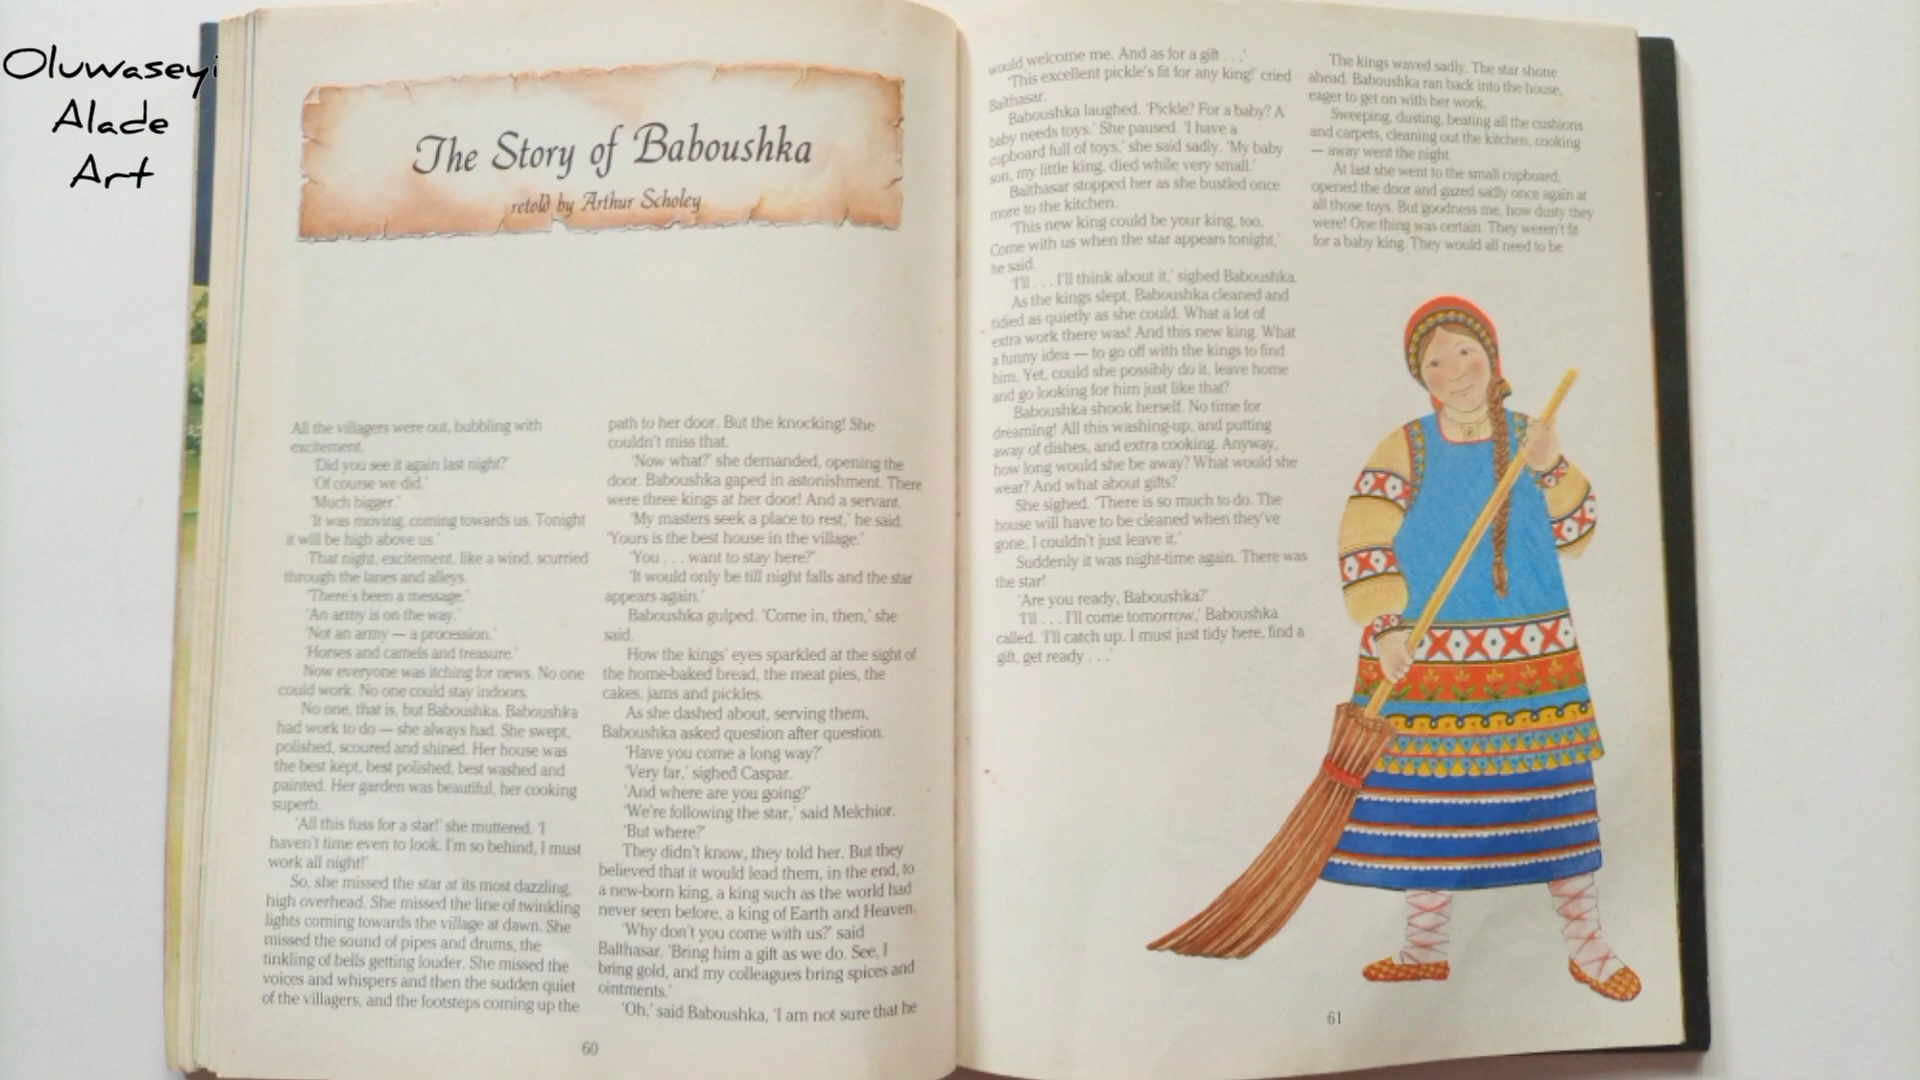 Oluwaseyi
Alade
Art
The Story of Baboushka
retold by Arthur Scholey
All the villagers were out, bubbling with
excitement.
'Did you see it again last night?'
'Of course we did.'
'Much bigger.'
'It was moving, coming towards us. Tonight
it will be high above us.'
That night, excitement, like a wind, scurried
through the lanes and alleys.
'There's been a message.'
'An army is on the way.'
'Not an army — a procession.'
'Horses and camels and treasure.'
Now everyone was itching for news. No one
could work. No one could stay indoors.
No one, that is, but Baboushka. Baboushka
had work to do — she always had. She swept,
polished, scoured and shined. Her house was
the best kept, best polished, best washed and
painted. Her garden was beautiful, her cooking
superb.
'All this fuss for a star!' she muttered. 'I
haven't time even to look. I'm so behind, I must
work all night!'
So, she missed the star at its most dazzling,
high overhead. She missed the line of twinkling
lights coming towards the village at dawn. She
missed the sound of pipes and drums, the
tinkling of bells getting louder. She missed the
voices and whispers and then the sudden quiet
of the villagers, and the footsteps coming up the
path to her door. But the knocking! She
couldn't miss that.
'Now what?' she demanded, opening the
door. Baboushka gaped in astonishment. There
were three kings at her door! And a servant.
'My masters seek a place to rest,' he said.
'Yours is the best house in the village.'
'You . . . want to stay here?'
'It would only be till night falls and the star
appears again.'
Baboushka gulped. 'Come in, then,' she
said.
How the kings' eyes sparkled at the sight of
the home-baked bread, the meat pies, the
cakes, jams and pickles.
As she dashed about, serving them,
Baboushka asked question after question.
'Have you come a long way?'
'Very far,' sighed Caspar.
'And where are you going?'
'We're following the star,' said Melchior.
'But where?'
They didn't know, they told her. But they
believed that it would lead them, in the end, to
a new-born king, a king such as the world had
never seen before, a king of Earth and Heaven.
'Why don't you come with us?' said
Balthasar. 'Bring him a gift as we do. See, I
bring gold, and my colleagues bring spices and
ointments.'
'Oh,' said Baboushka, 'I am not sure that he
60
would welcome me. And as for a gift . . .'
'This excellent pickle's fit for any king!' cried
Balthasar.
Baboushka laughed. 'Pickle? For a baby? A
baby needs toys.' She paused. 'I have a
cupboard full of toys,' she said sadly. 'My baby
son, my little king, died while very small.'
Balthasar stopped her as she bustled once
more to the kitchen.
'This new king could be your king, too.
Come with us when the star appears tonight,'
he said.
'I'll . . . I'll think about it,' sighed Baboushka.
As the kings slept, Baboushka cleaned and
tidied as quietly as she could. What a lot of
extra work there was! And this new king. What
a funny idea — to go off with the kings to find
him. Yet, could she possibly do it, leave home
and go looking for him just like that?
Baboushka shook herself. No time for
dreaming! All this washing-up, and putting
away of dishes, and extra cooking. Anyway,
how long would she be away? What would she
wear? And what about gifts?
She sighed. 'There is so much to do. The
house will have to be cleaned when they've
gone. I couldn't just leave it.'
Suddenly it was night-time again. There was
the star!
'Are you ready, Baboushka?'
'I'll . . . I'll come tomorrow,' Baboushka
called. 'I'll catch up. I must just tidy here, find a
gift, get ready . . .'
The kings waved sadly. The star shone
ahead. Baboushka ran back into the house,
eager to get on with her work.
Sweeping, dusting, beating all the cushions
and carpets, cleaning out the kitchen, cooking
— away went the night.
At last she went to the small cupboard,
opened the door and gazed sadly once again at
all those toys. But goodness me, how dusty they
were! One thing was certain. They weren't fit
for a baby king. They would all need to be
61